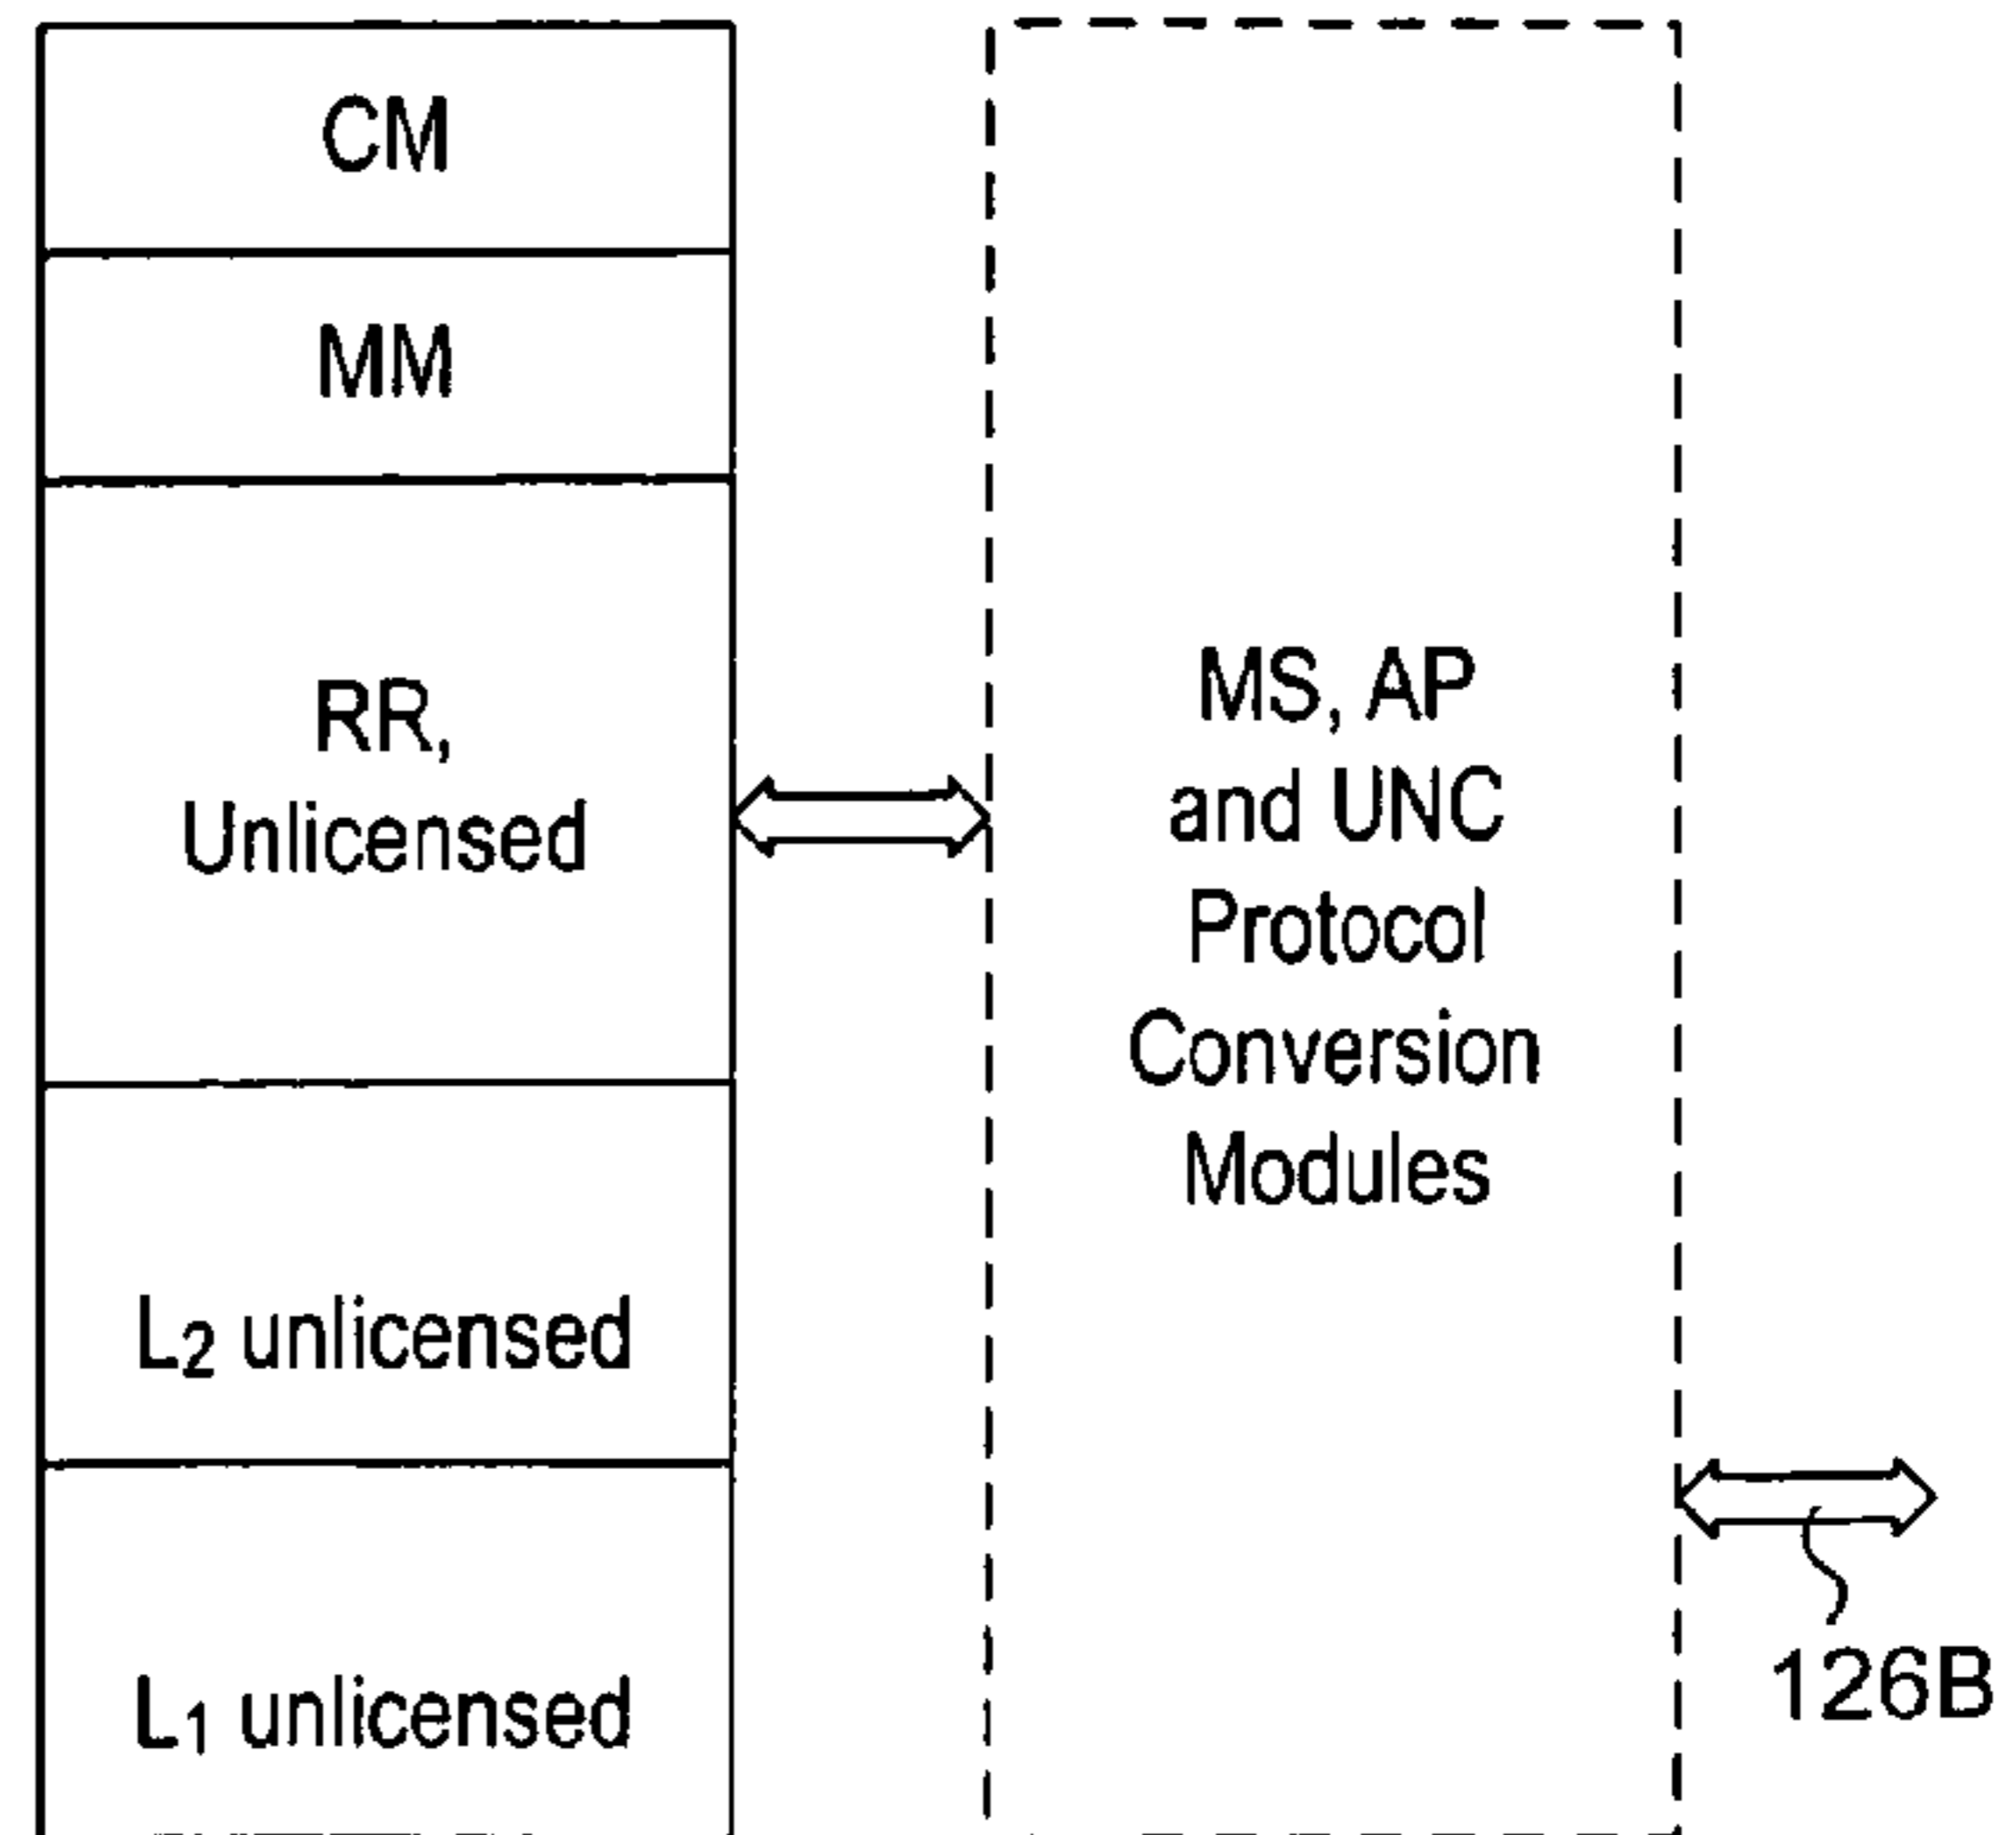 CM
MM
RR,
Unlicensed
L2 unlicensed
L1 unlicensed
MS, AP
and UNC
Protocol
Conversion
Modules
126B